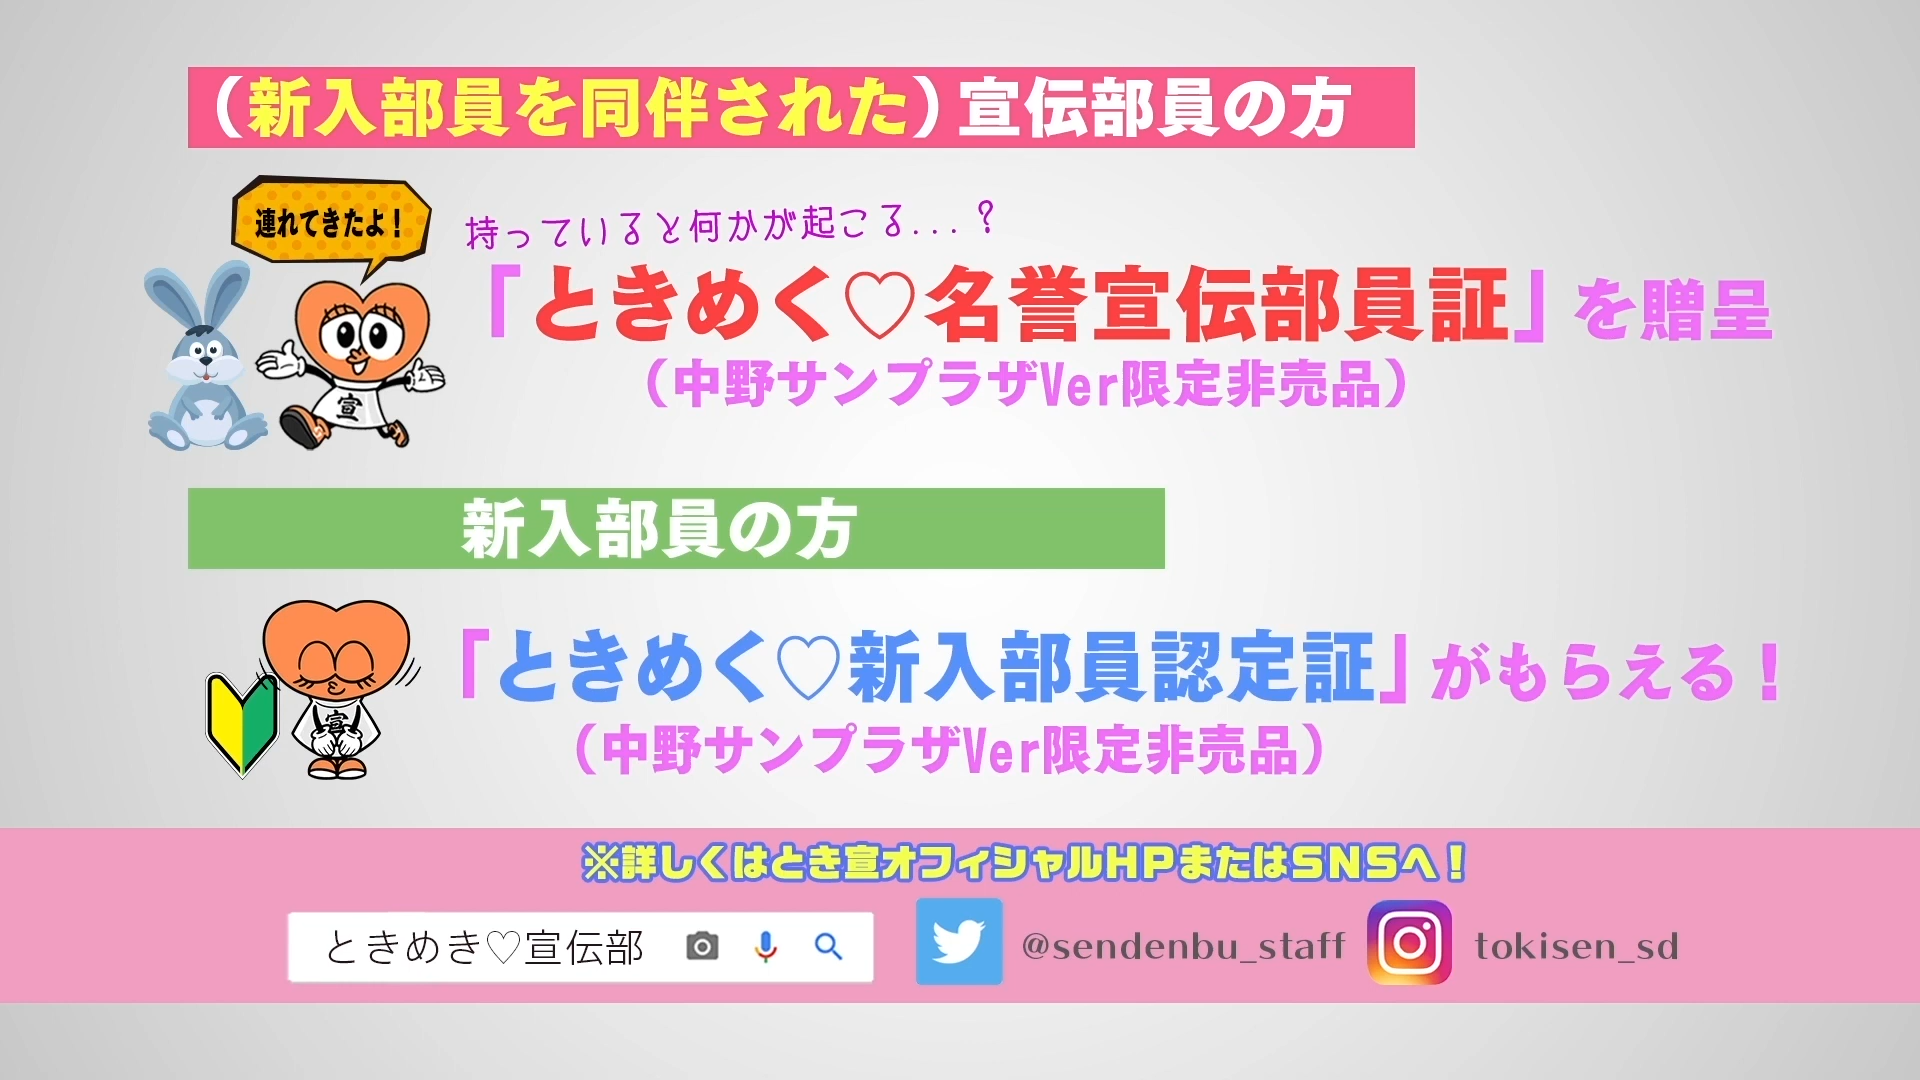 （新入部員を同伴された）宣伝部員の方
連れてきたよ！
持っていると何かが起こる...？
「ときめく♡名誉宣伝部員証」を贈呈
（中野サンプラザVer限定非売品）
宣
新入部員の方
「ときめく♡新入部員認定証」がもらえる！
宣
（中野サンプラザVer限定非売品）
※詳しくはとき宣オフィシャルHPまたはSNSへ！
ときめき♡宣伝部
@sendenbu_staff
tokisen_sd